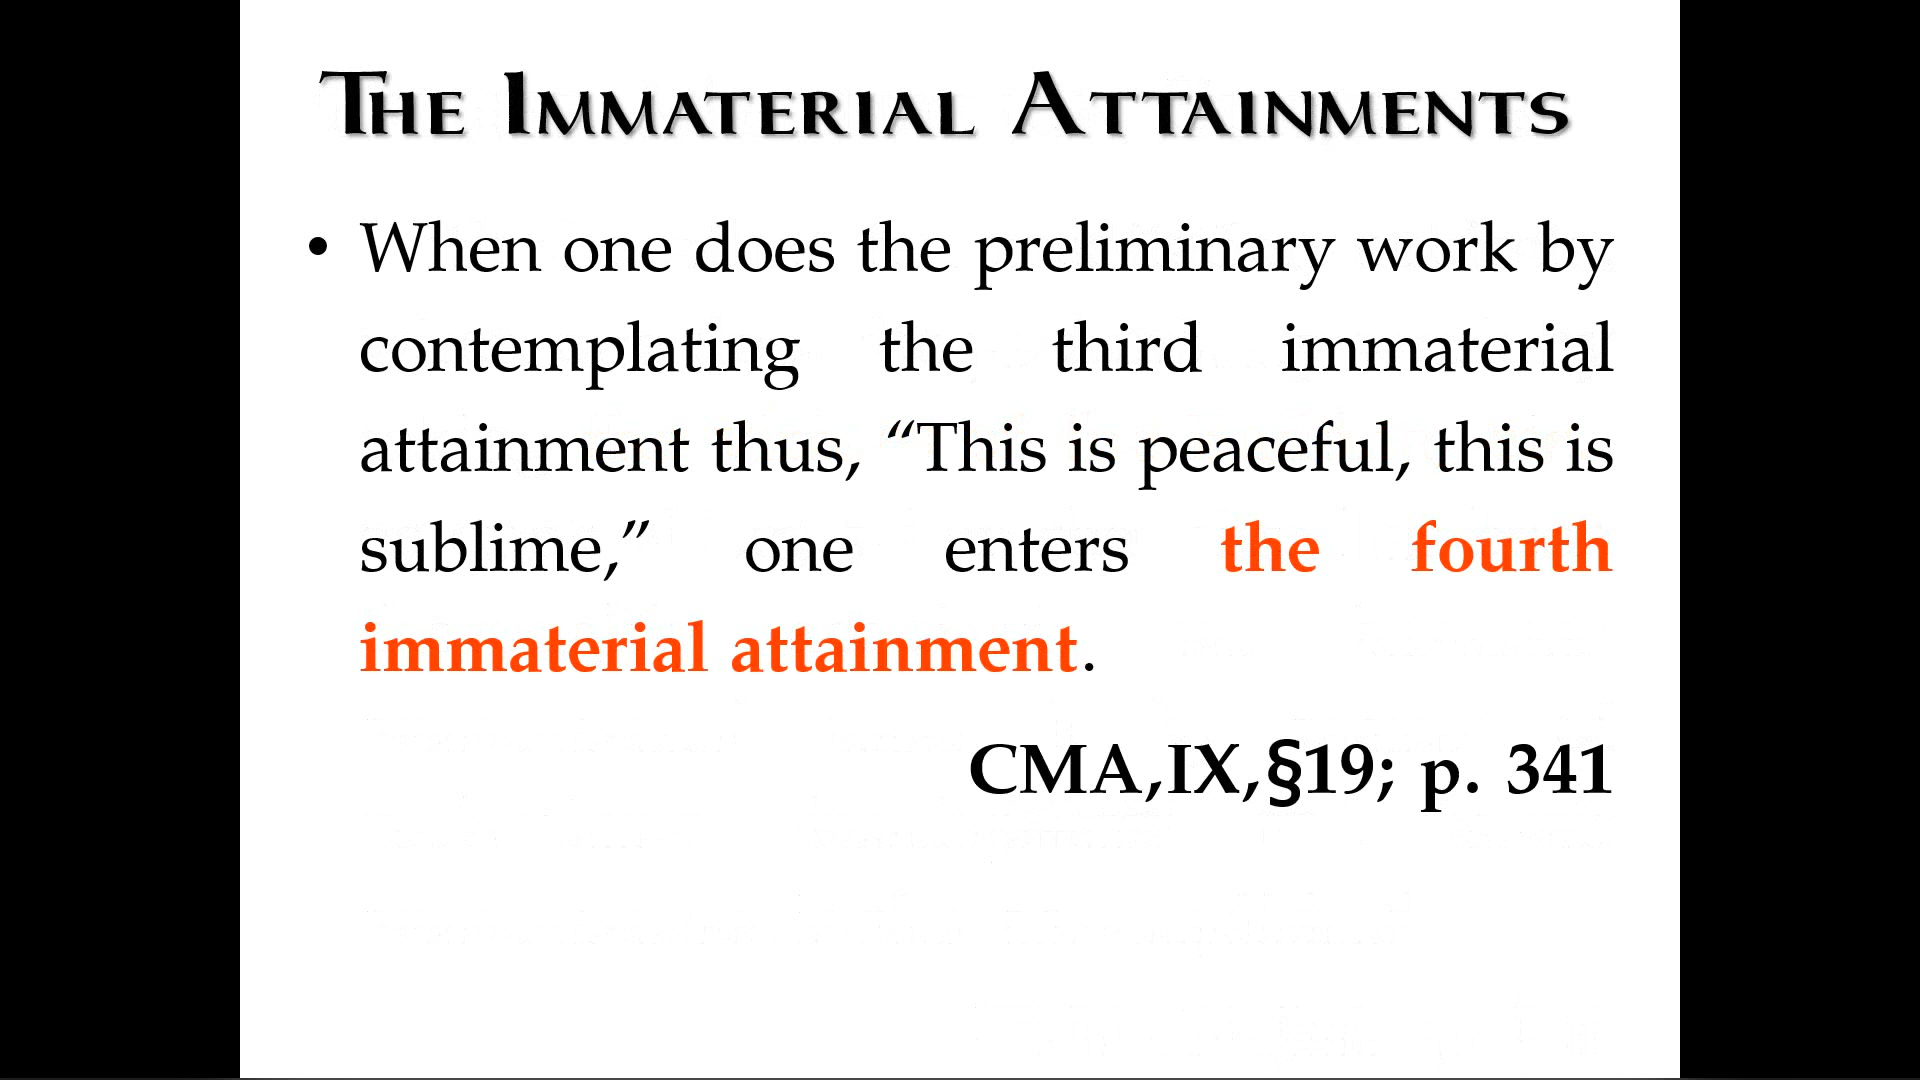 The Immaterial Attainments
• When one does the preliminary work by
contemplating the third immaterial
attainment thus, “This is peaceful, this is
sublime,” one enters the fourth
immaterial attainment.
CMA,IX,§19; p. 341